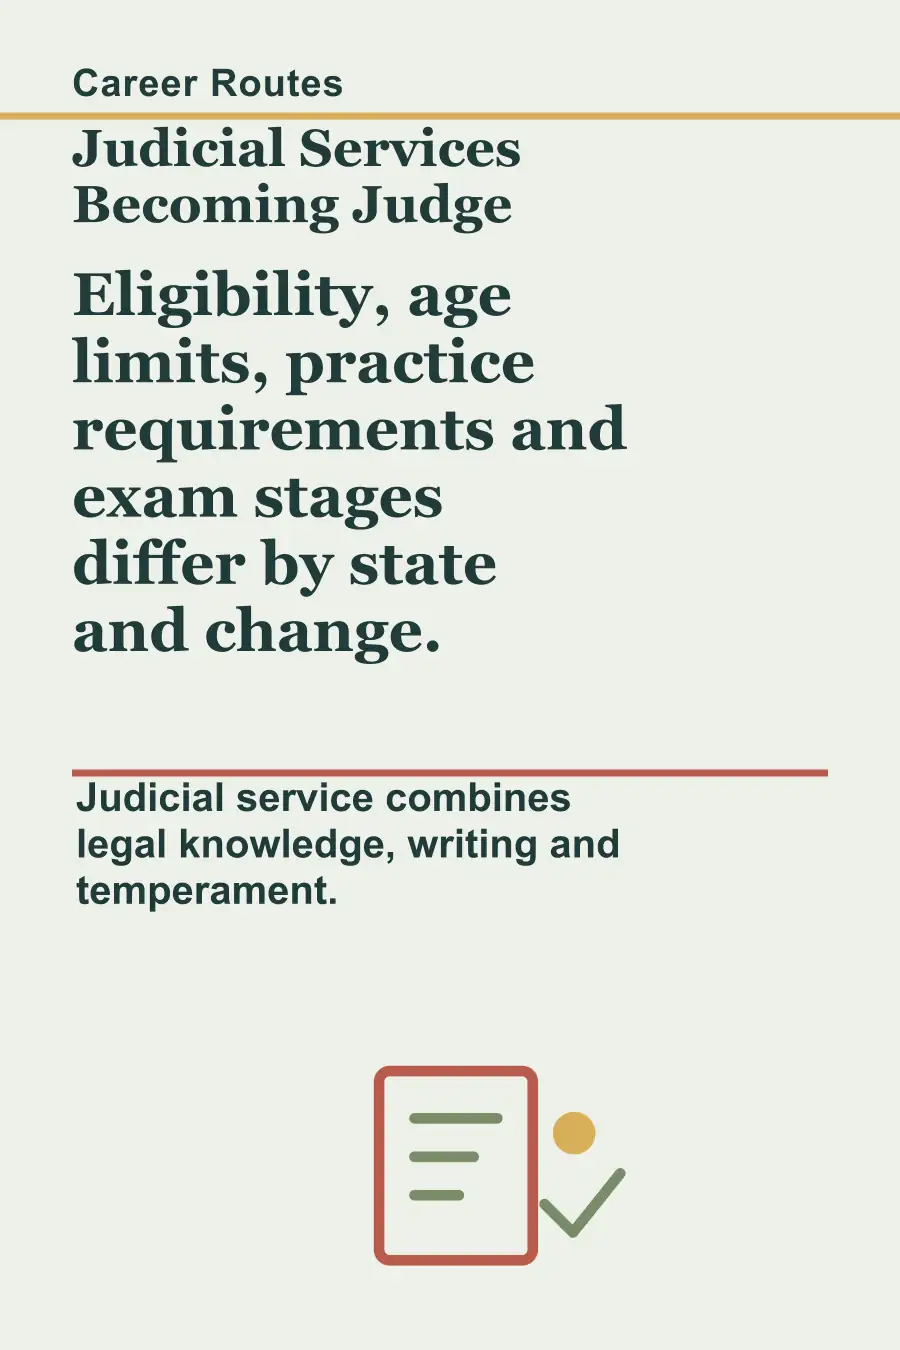 Career Routes
Judicial Services
Becoming Judge
Eligibility, age
limits, practice
requirements and
exam stages
differ by state
and change.
Judicial service combines
legal knowledge, writing and
temperament.